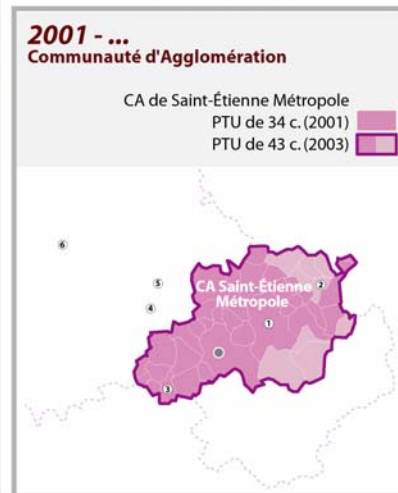 2001 - ...
Communauté d'Agglomération
CA de Saint-Étienne Métropole
PTU de 34 c. (2001)
PTU de 43 c. (2003)
6
5
4
CA Saint-Étienne
Métropole
2
1
3